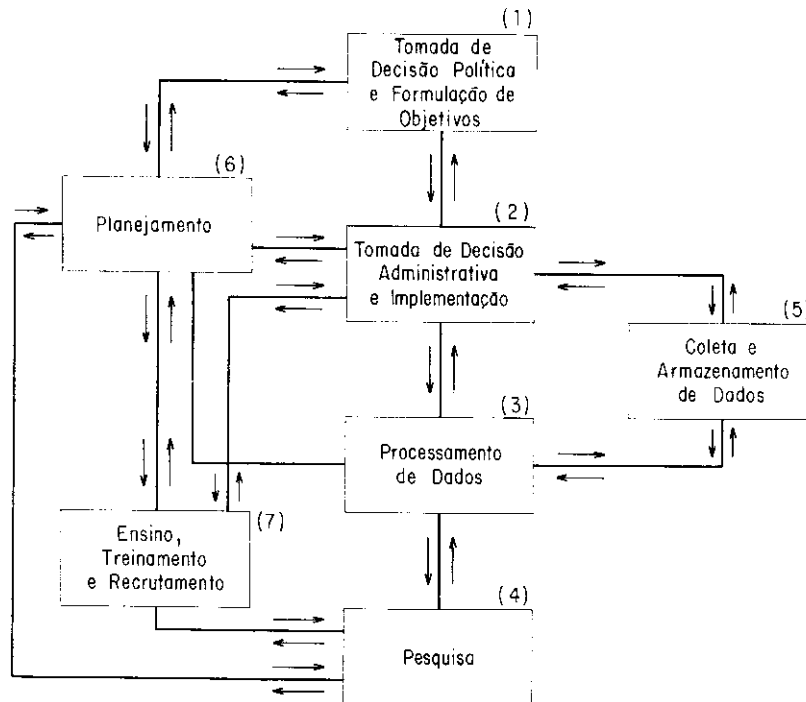 (1)
Tomada de
Decisão Política
e Formulação de
Objetivos
(6)
Planejamento
(2)
Tomada de Decisão
Administrativa
e Implementação
(5)
Coleta e
Armazenamento
de Dados
(3)
Processamento
de Dados
(7)
Ensino,
Treinamento
e Recrutamento
(4)
Pesquisa